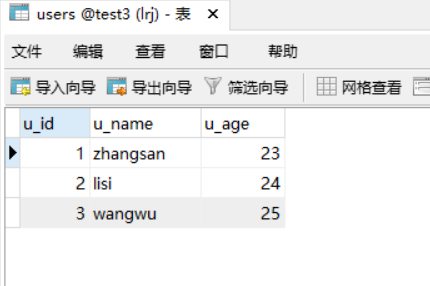 users @test3 (lrj) - 表
文件 编辑 查看 窗口 帮助
导入向导 导出向导 筛选向导 网格查看
u_id u_name u_age
1 zhangsan 23
2 lisi 24
3 wangwu 25